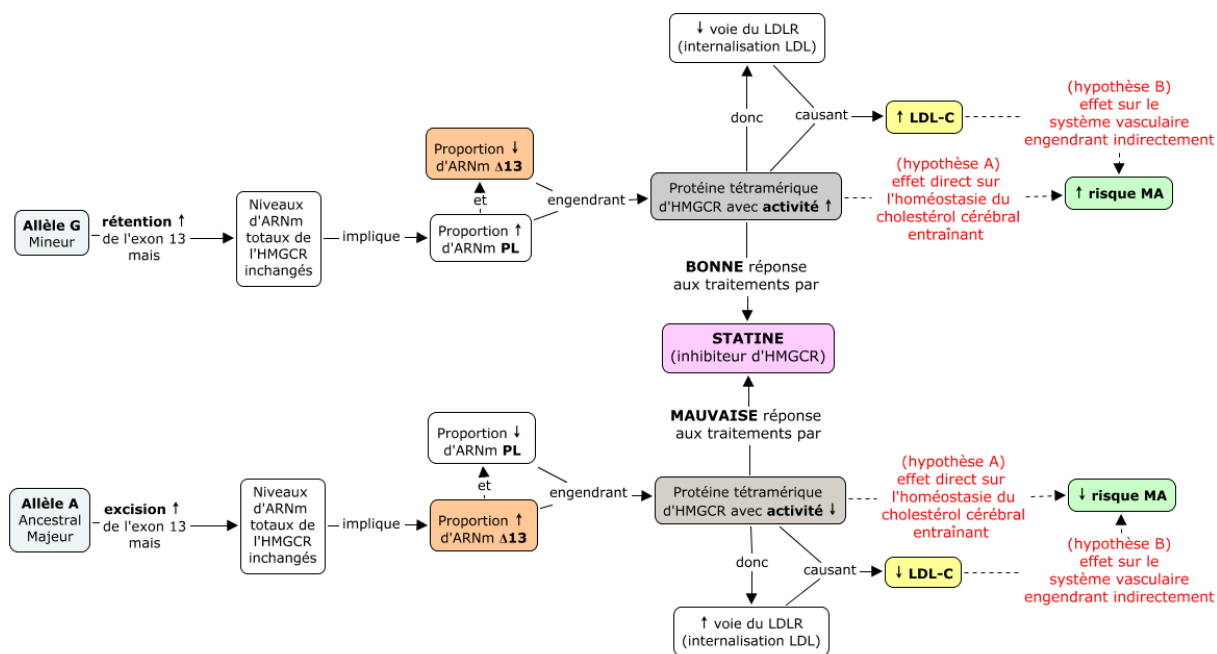 ↓ voie du LDLR
(internalisation LDL)
donc
causant
↑ LDL-C
(hypothèse B)
effet sur le
système vasculaire
engendrant indirectement
Proportion ↓
d'ARNm Δ13
et
Proportion ↑
d'ARNm PL
engendrant
Protéine tétramérique
d'HMGCR avec activité ↑
(hypothèse A)
effet direct sur
l'homéostasie du
cholestérol cérébral
entraînant
↑ risque MA
Allèle G
Mineur
rétention ↑
de l'exon 13
mais
Niveaux
d'ARNm
totaux de
l'HMGCR
inchangés
implique
BONNE réponse
aux traitements par
STATINE
(inhibiteur d'HMGCR)
MAUVAISE réponse
aux traitements par
Proportion ↓
d'ARNm PL
et
Proportion ↑
d'ARNm Δ13
engendrant
Protéine tétramérique
d'HMGCR avec activité ↓
(hypothèse A)
effet direct sur
l'homéostasie du
cholestérol cérébral
entraînant
↓ risque MA
Allèle A
Ancestral
Majeur
excision ↑
de l'exon 13
mais
Niveaux
d'ARNm
totaux de
l'HMGCR
inchangés
implique
donc
causant
↓ LDL-C
(hypothèse B)
effet sur le
système vasculaire
engendrant indirectement
↑ voie du LDLR
(internalisation LDL)